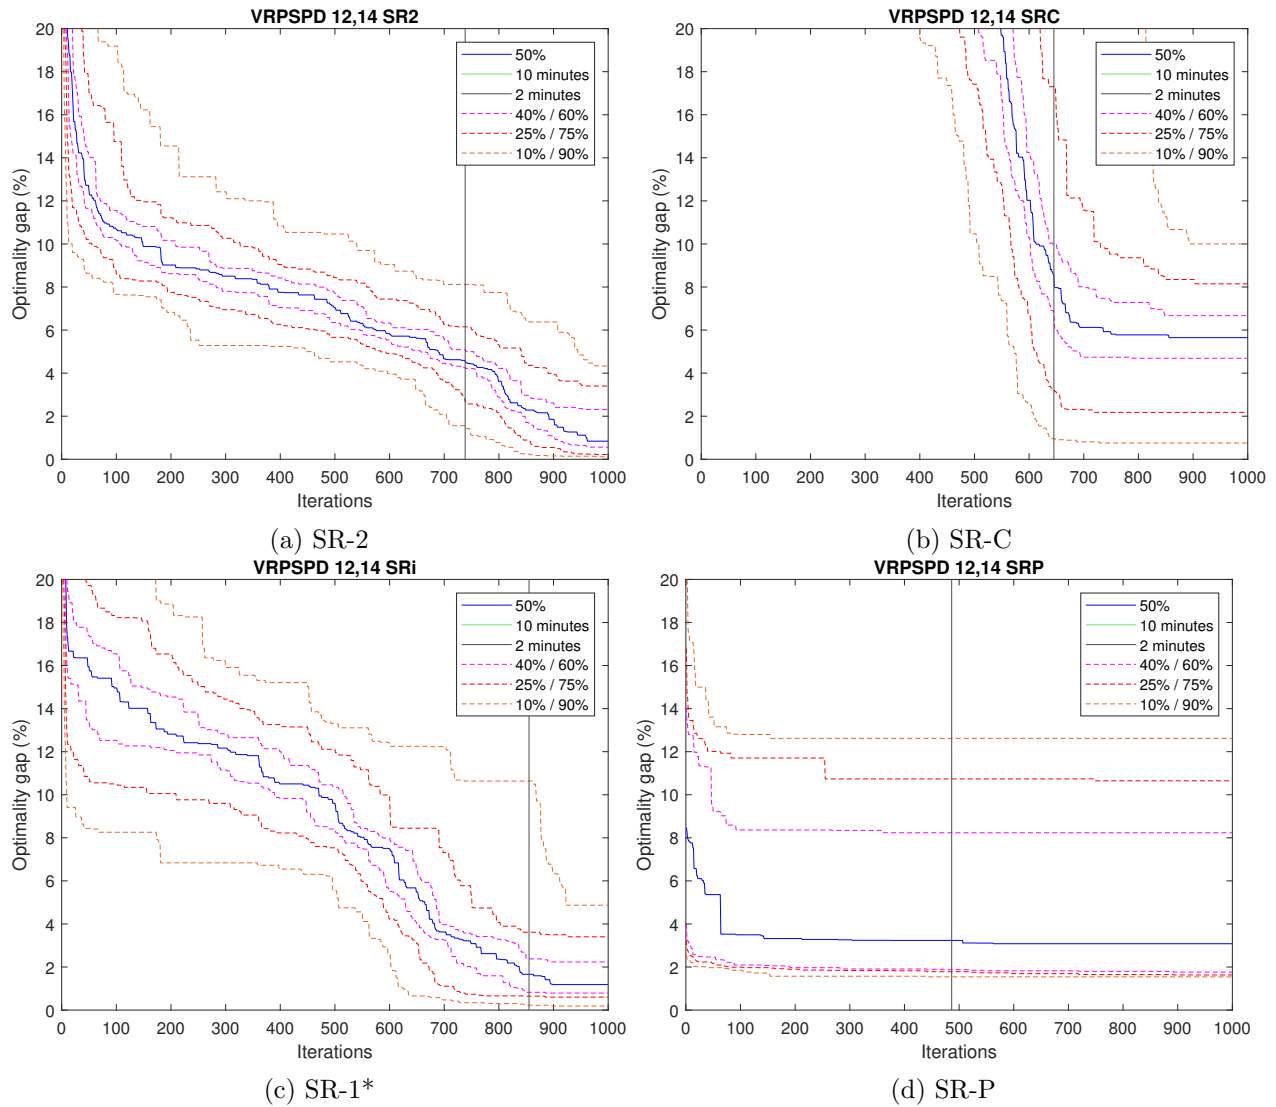 VRPSPD 12,14 SR2
20
18
16
14
12
10
8
6
4
2
0
Optimality gap (%)
50%
10 minutes
2 minutes
40% / 60%
25% / 75%
10% / 90%
0 100 200 300 400 500 600 700 800 900 1000
Iterations
(a) SR-2
VRPSPD 12,14 SRC
20
18
16
14
12
10
8
6
4
2
0
Optimality gap (%)
50%
10 minutes
2 minutes
40% / 60%
25% / 75%
10% / 90%
0 100 200 300 400 500 600 700 800 900 1000
Iterations
(b) SR-C
VRPSPD 12,14 SRi
20
18
16
14
12
10
8
6
4
2
0
Optimality gap (%)
50%
10 minutes
2 minutes
40% / 60%
25% / 75%
10% / 90%
0 100 200 300 400 500 600 700 800 900 1000
Iterations
(c) SR-1*
VRPSPD 12,14 SRP
20
18
16
14
12
10
8
6
4
2
0
Optimality gap (%)
50%
10 minutes
2 minutes
40% / 60%
25% / 75%
10% / 90%
0 100 200 300 400 500 600 700 800 900 1000
Iterations
(d) SR-P